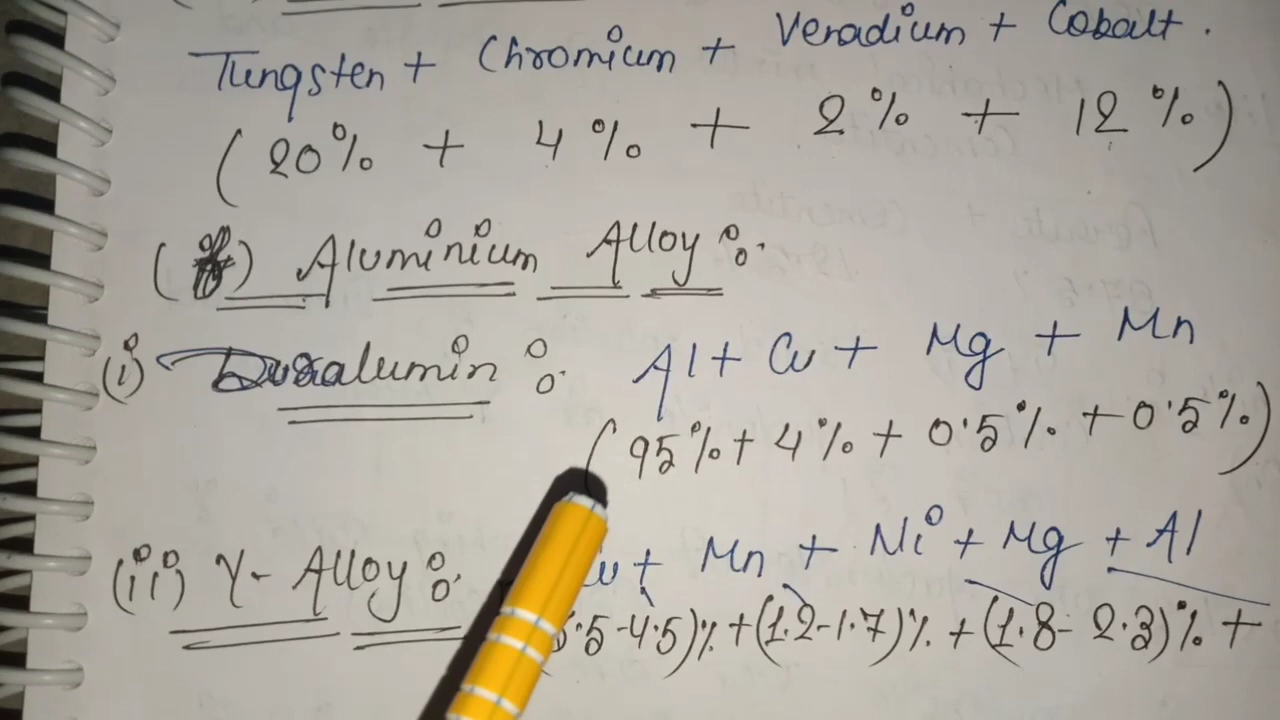 Tungsten + Chromium + Veradium + Cobalt.
(20% + 4% + 2% + 12%)
Aluminium Alloy :
(i) Duralumin : Al + Cu + Mg + Mn
(95% + 4% + 0.5% + 0.5%)
(ii) Y- Alloy : + Mn + Ni + Mg + Al
.5-4.5)% + (1.2-1.7)% + (1.8-2.3)% +